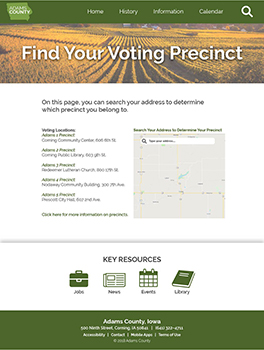 ADAMS
COUNTY
Home
History
Information
Calendar
Find Your Voting Precinct
On this page, you can search your address to determine
which precinct you belong to.
Voting Locations
Adams 1 Precinct
Corning Community Center, 601 6th St.
Adams 2 Precinct
Corning Public Library, 603 9th St.
Adams 3 Precinct
Redeemer Lutheran Church, 800 17th St.
Adams 4 Precinct
Nodaway Community Building, 300 7th Ave.
Adams 5 Precinct
Prescott City Hall, 607 2nd Ave.
Click here for more information on precincts.
Search Your Address to Determine Your Precinct
Type your address...
KEY RESOURCES
Jobs
News
Events
Library
Adams County, Iowa
500 Ninth Street, Corning, IA 50841 | (641) 322-4711
Accessibility | Contact | Mobile Apps | Terms of Use
© 2018 Adams County